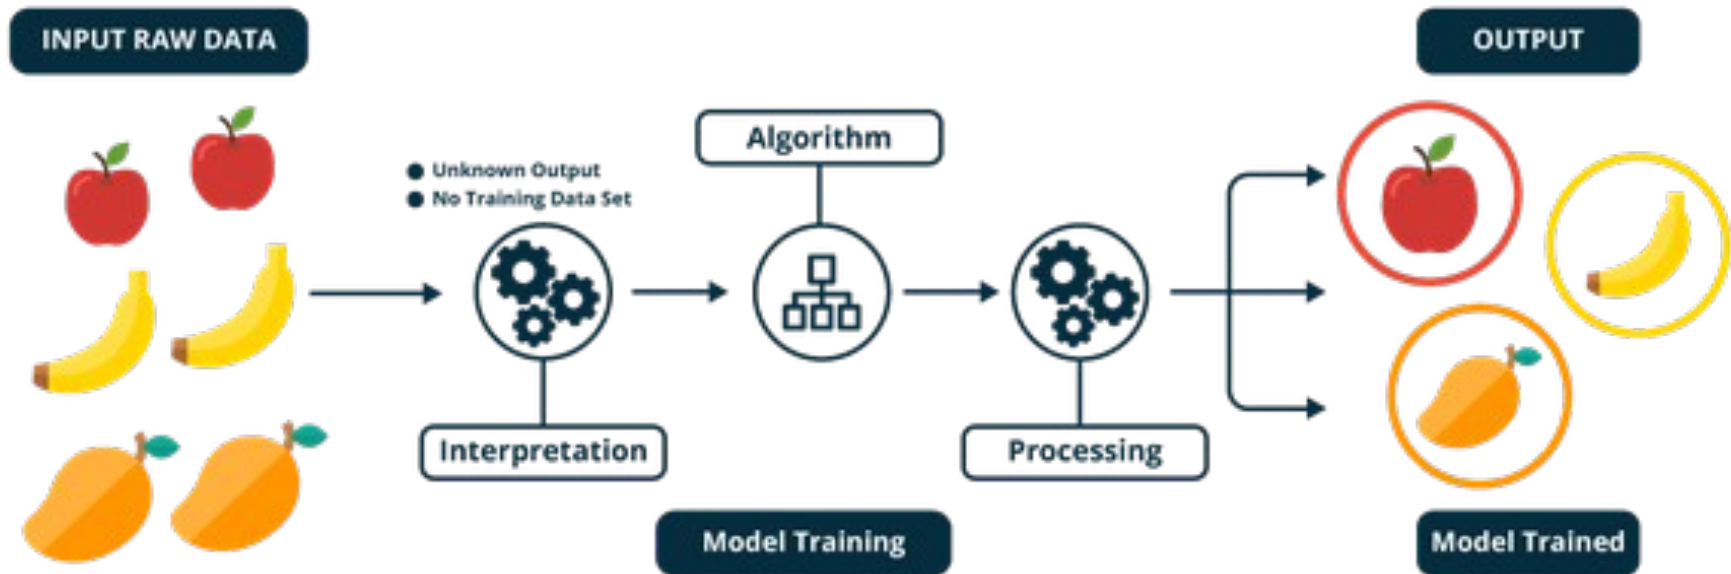 INPUT RAW DATA
OUTPUT
Algorithm
Unknown Output
No Training Data Set
Interpretation
Processing
Model Training
Model Trained